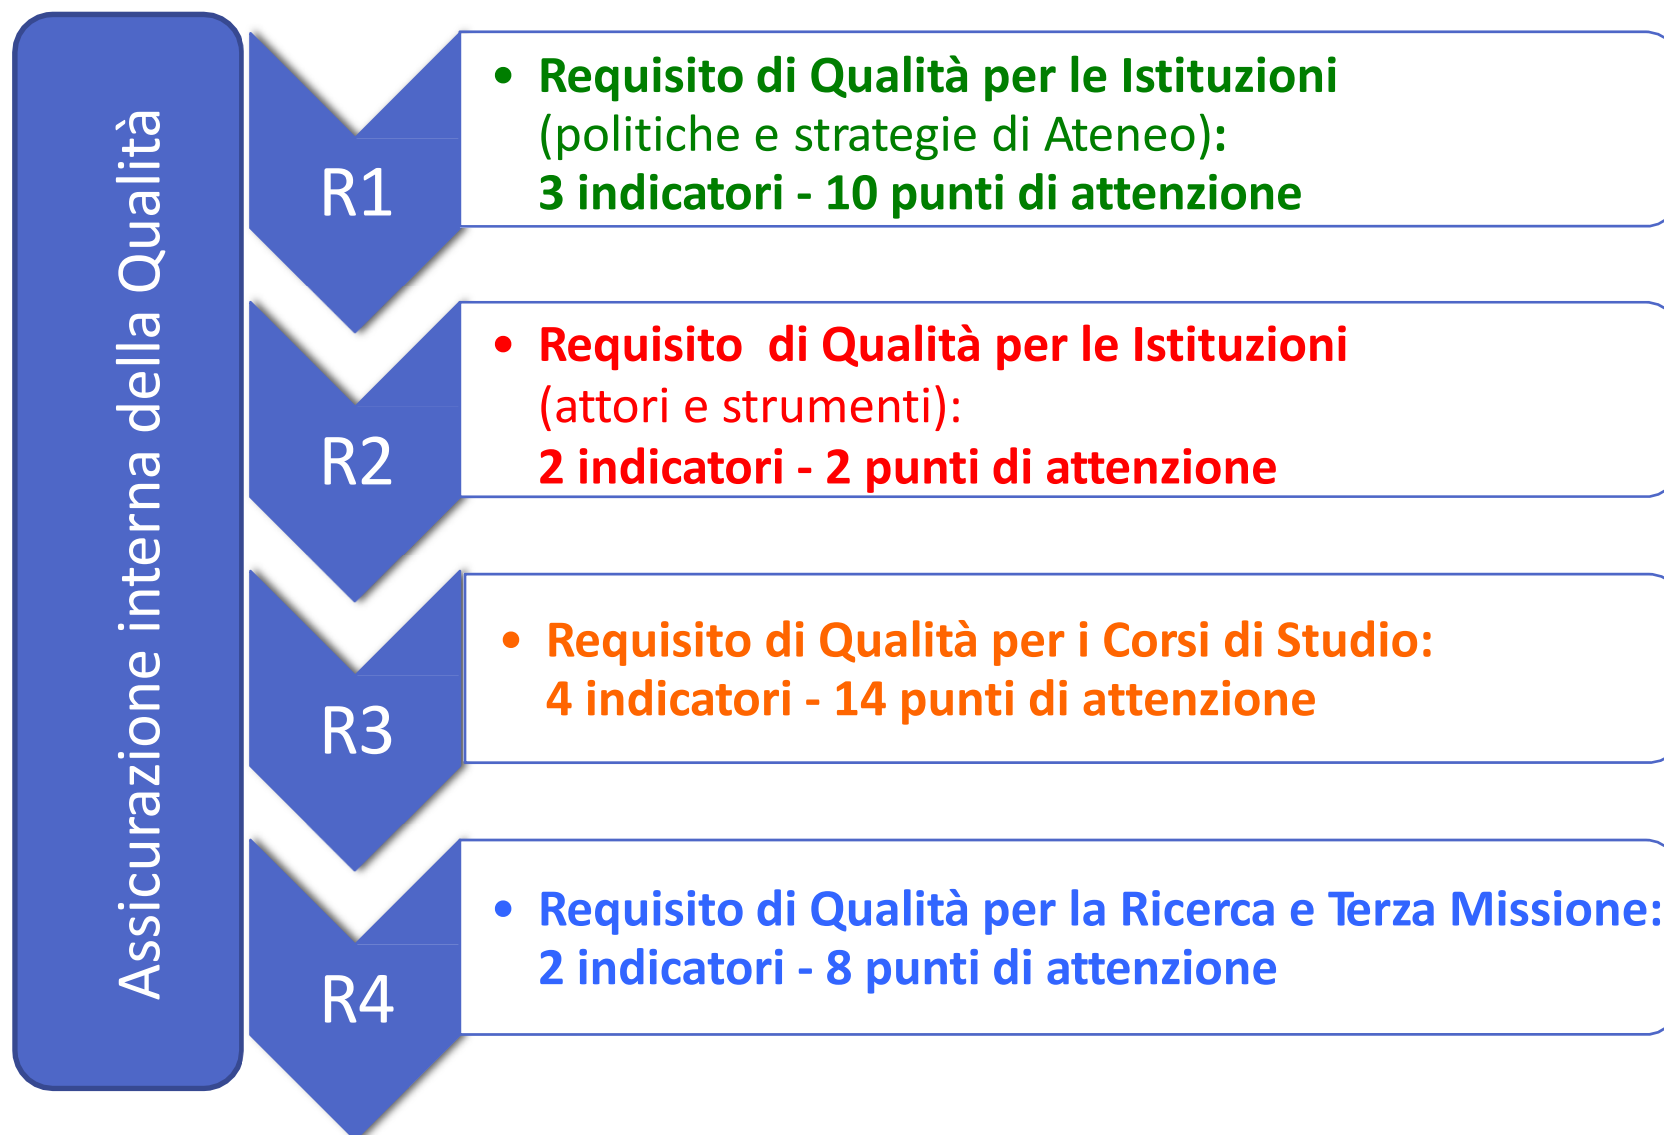 Assicurazione interna della Qualità
R1
• Requisito di Qualità per le Istituzioni
(politiche e strategie di Ateneo):
3 indicatori - 10 punti di attenzione
R2
• Requisito  di Qualità per le Istituzioni
(attori e strumenti):
2 indicatori - 2 punti di attenzione
R3
• Requisito di Qualità per i Corsi di Studio:
4 indicatori - 14 punti di attenzione
R4
• Requisito di Qualità per la Ricerca e Terza Missione:
2 indicatori - 8 punti di attenzione